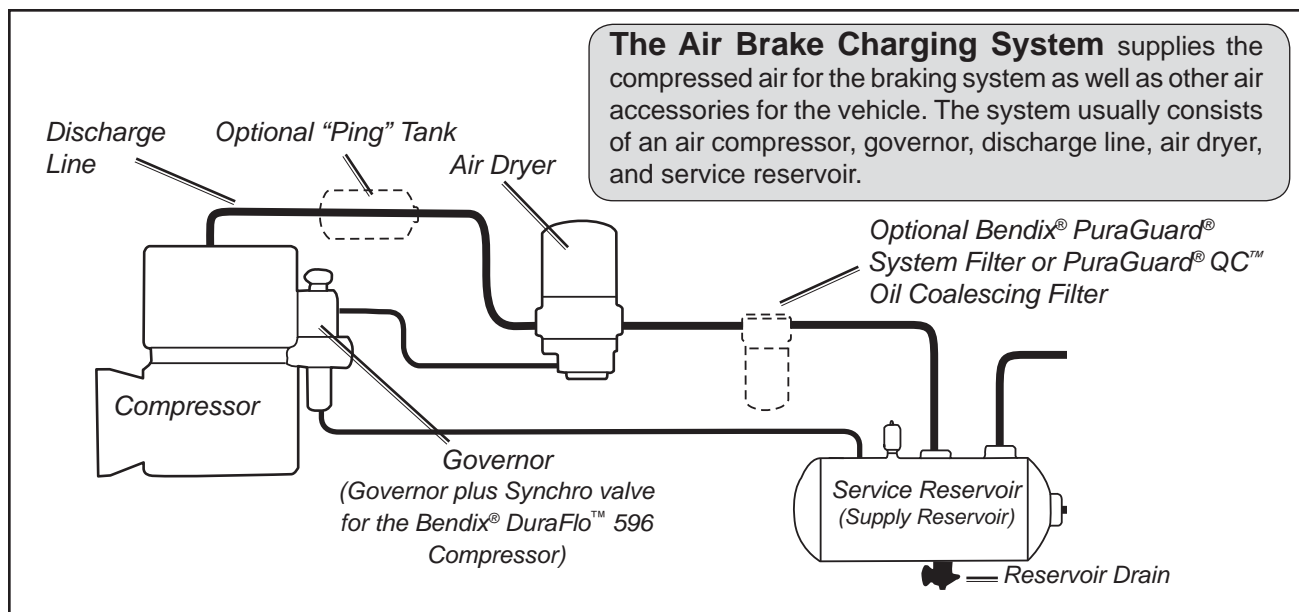 The Air Brake Charging System supplies the
compressed air for the braking system as well as other air
accessories for the vehicle. The system usually consists
of an air compressor, governor, discharge line, air dryer,
and service reservoir.
Discharge
Line
Optional “Ping” Tank
Air Dryer
Optional Bendix® PuraGuard®
System Filter or PuraGuard® QC™
Oil Coalescing Filter
Compressor
Governor
(Governor plus Synchro valve
for the Bendix® DuraFlo™ 596
Compressor)
Service Reservoir
(Supply Reservoir)
Reservoir Drain